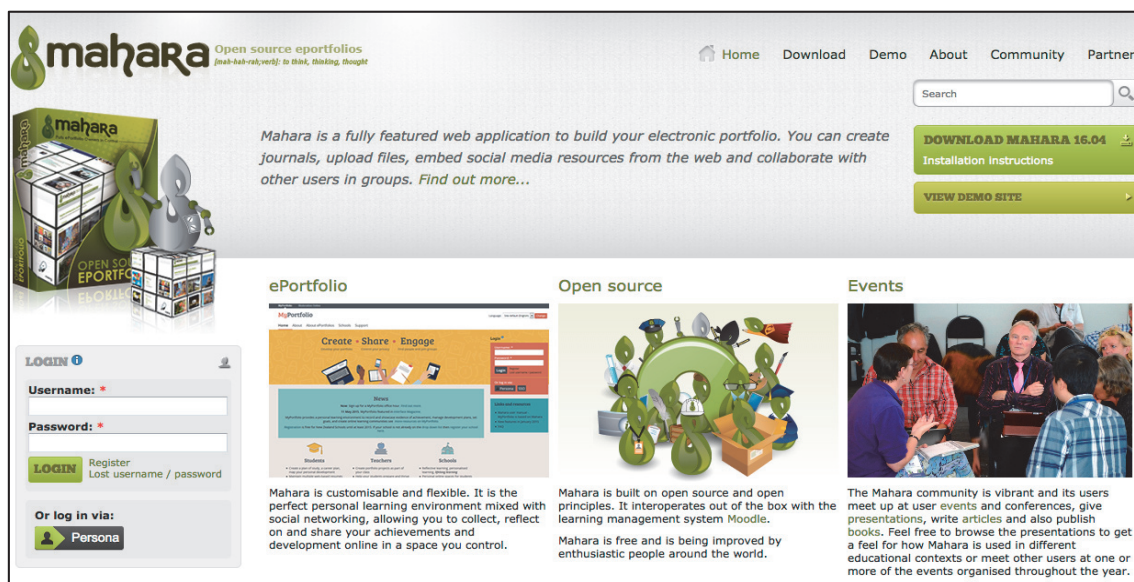 mahara
Open source eportfolios
[mah-hah-rah;verb]: to think, thinking, thought
Home Download Demo About Community Partner
Search
mahara
OPEN SOU
EPORTFO
Mahara is a fully featured web application to build your electronic portfolio. You can create
journals, upload files, embed social media resources from the web and collaborate with
other users in groups. Find out more...
DOWNLOAD MAHARA 16.04
Installation instructions
VIEW DEMO SITE
LOGIN
Username: *
Password: *
LOGIN
Register
Lost username / password
Or log in via:
Persona
ePortfolio
MyPortfolio
Home About About ePortfolios Schools Support
Create • Share • Engage
News
Students Teachers Schools
Mahara is customisable and flexible. It is the
perfect personal learning environment mixed with
social networking, allowing you to collect, reflect
on and share your achievements and
development online in a space you control.
Open source
Mahara is built on open source and open
principles. It interoperates out of the box with the
learning management system Moodle.
Mahara is free and is being improved by
enthusiastic people around the world.
Events
The Mahara community is vibrant and its users
meet up at user events and conferences, give
presentations, write articles and also publish
books. Feel free to browse the presentations to get
a feel for how Mahara is used in different
educational contexts or meet other users at one or
more of the events organised throughout the year.